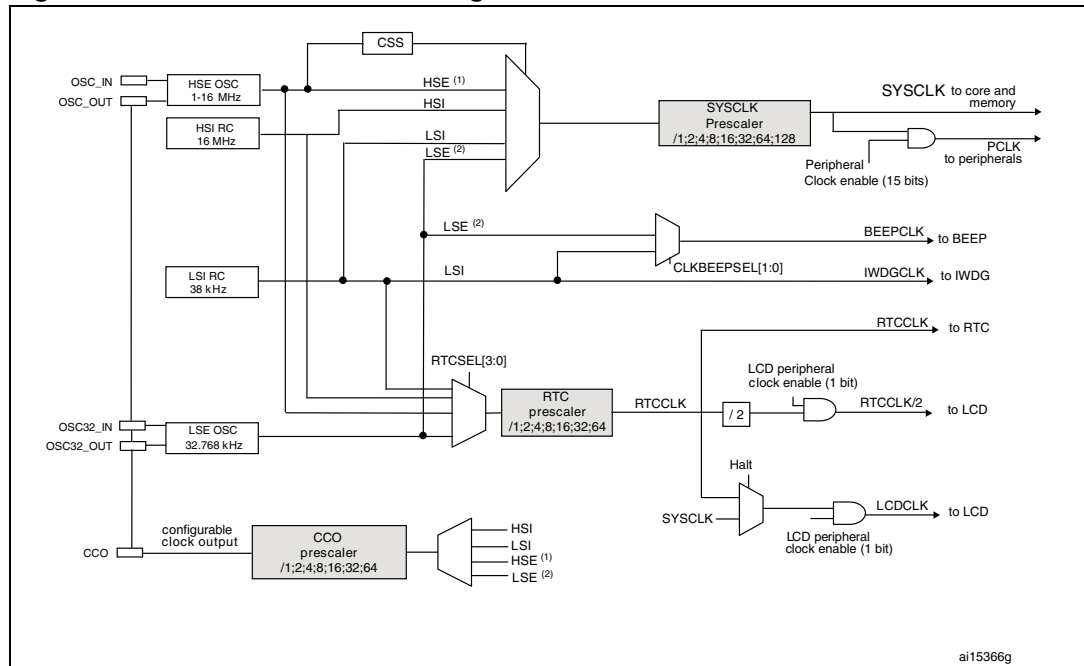 CSS
OSC_IN
OSC_OUT
HSE OSC
1-16 MHz
HSE (1)
HSI
HSI RC
16 MHz
LSI
LSE (2)
SYSCLK
Prescaler
/1;2;4;8;16;32;64;128
SYSCLK to core and
memory
PCLK
to peripherals
Peripheral
Clock enable (15 bits)
LSE (2)
BEEPCLK
to BEEP
CLKBEEPSEL[1:0]
LSI RC
38 kHz
LSI
IWDGCLK
to IWDG
RTCCLK
to RTC
RTCSEL[3:0]
RTC
prescaler
/1;2;4;8;16;32;64
RTCCLK
/ 2
LCD peripheral
clock enable (1 bit)
RTCCLK/2
to LCD
OSC32_IN
OSC32_OUT
LSE OSC
32.768 kHz
Halt
SYSCLK
LCDCLK
to LCD
LCD peripheral
clock enable (1 bit)
CCO
configurable
clock output
CCO
prescaler
/1;2;4;8;16;32;64
HSI
LSI
HSE (1)
LSE (2)
ai15366g